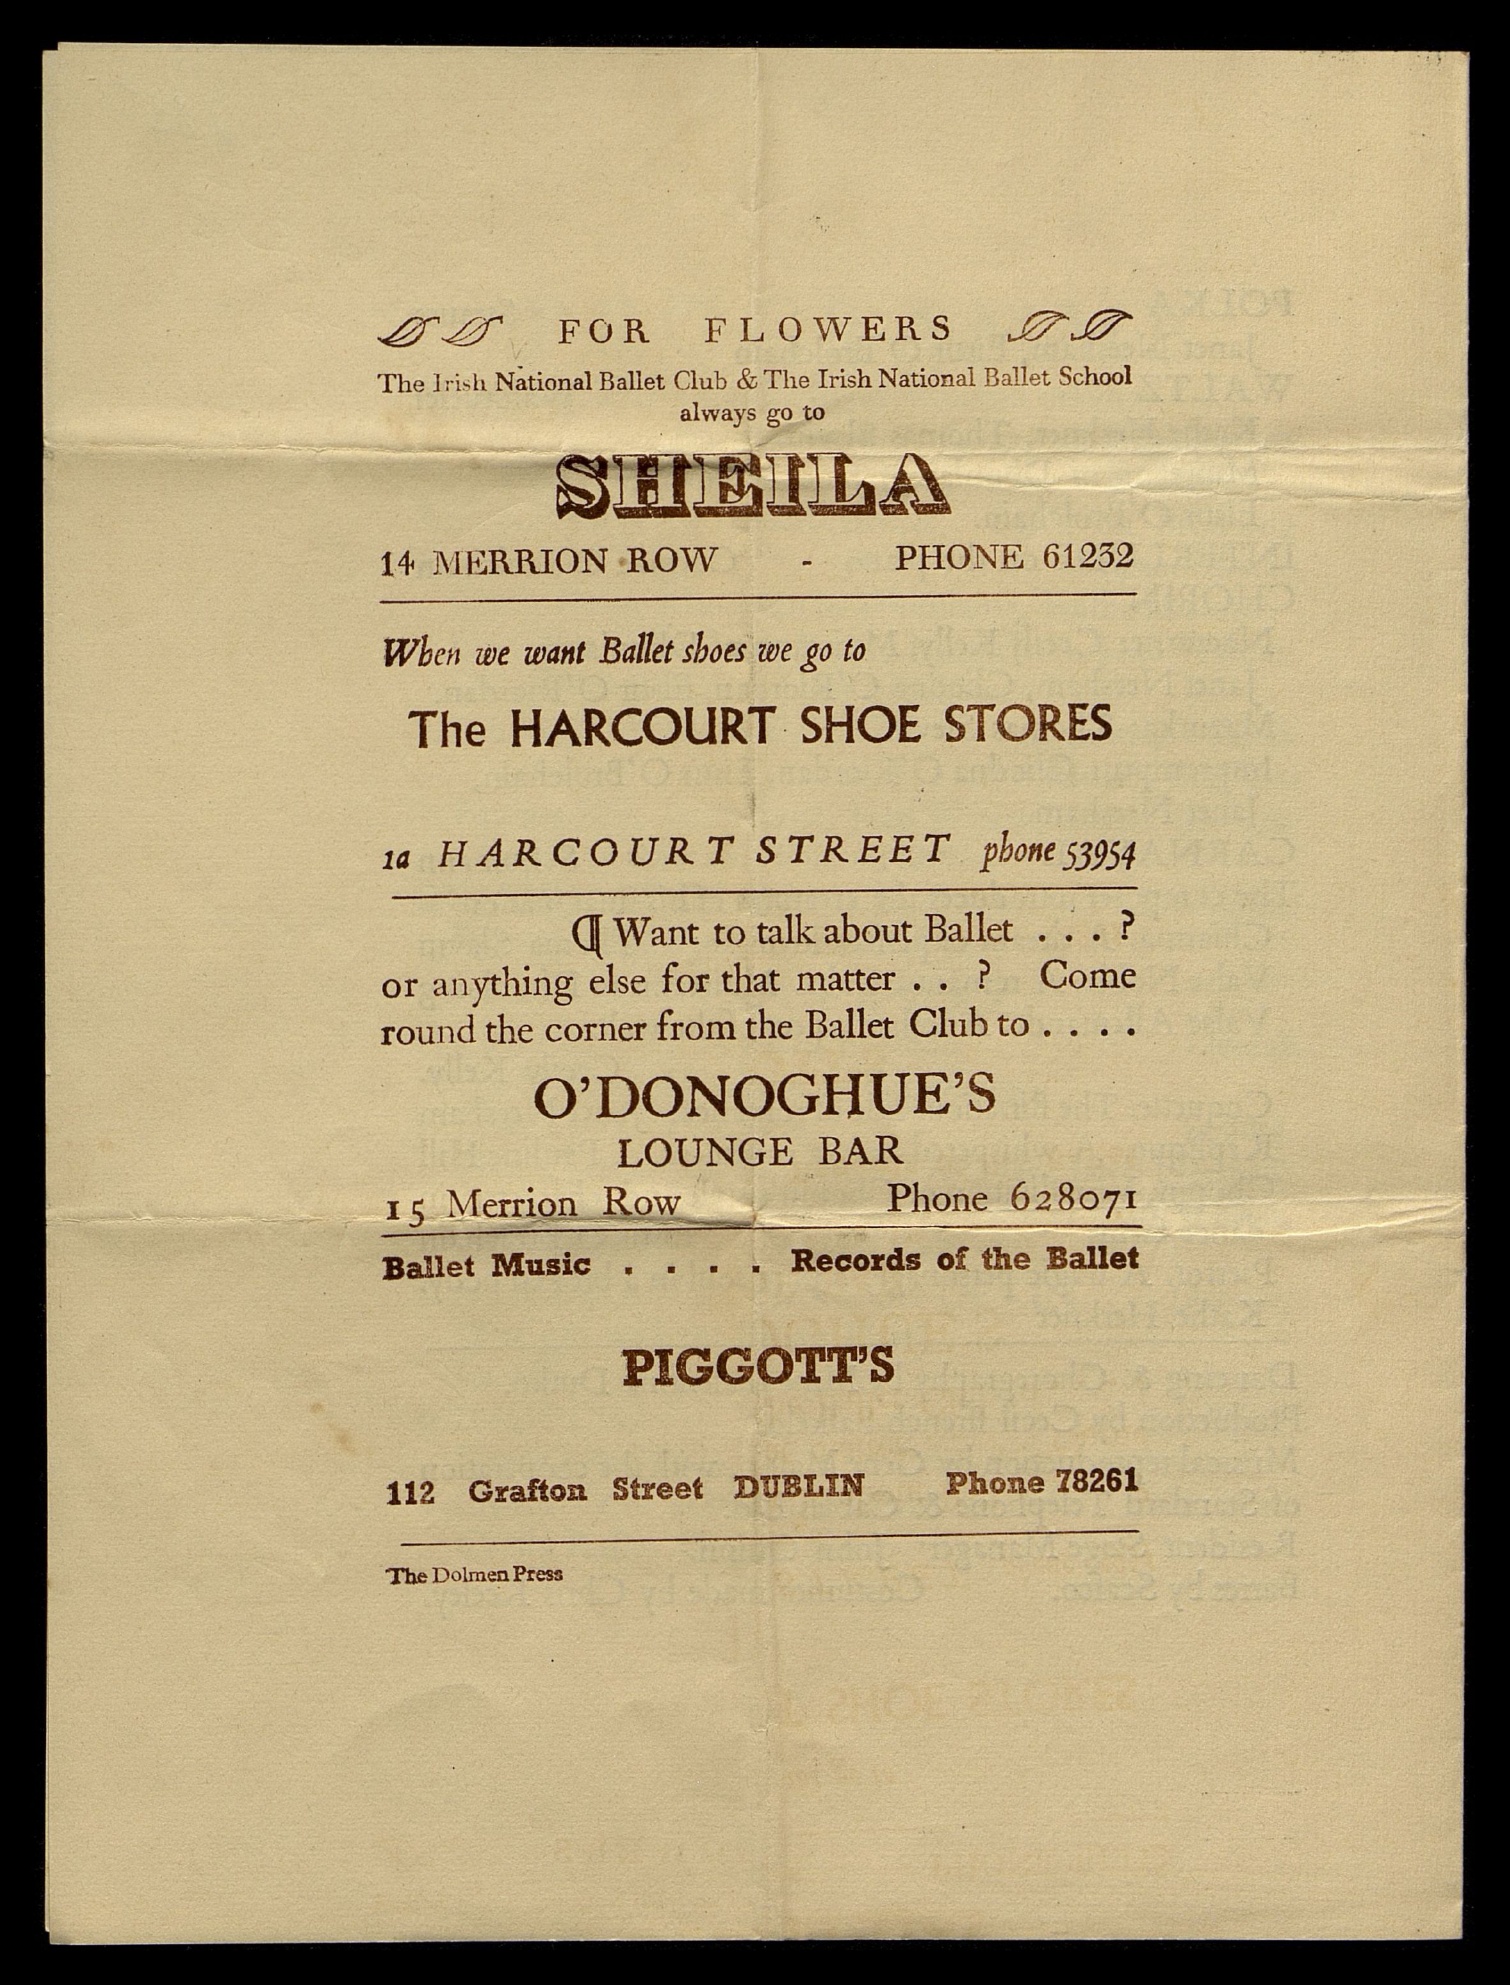 FOR FLOWERS
The Irish National Ballet Club & The Irish National Ballet School
always go to
SHEILA
14 MERRION ROW - PHONE 61232
When we want Ballet shoes we go to
The HARCOURT SHOE STORES
1a HARCOURT STREET phone 53954
¶ Want to talk about Ballet . . . ?
or anything else for that matter . . ? Come
round the corner from the Ballet Club to . . . .
O'DONOGHUE'S
LOUNGE BAR
15 Merrion Row Phone 628071
Ballet Music . . . . Records of the Ballet
PIGGOTT'S
112 Grafton Street DUBLIN Phone 78261
The Dolmen Press